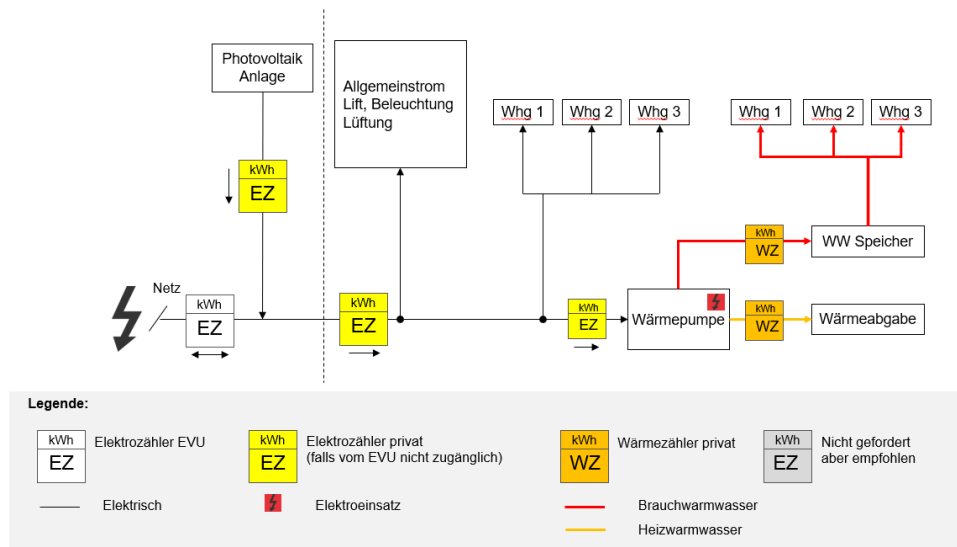 Photovoltaik
Anlage
Allgemeinstrom
Lift, Beleuchtung
Lüftung
Whg 1
Whg 2
Whg 3
Whg 1
Whg 2
Whg 3
kWh
EZ
kWh
WZ
WW Speicher
Netz
kWh
EZ
kWh
EZ
kWh
EZ
Wärmepumpe
kWh
WZ
Wärmeabgabe
Legende:
kWh
EZ
Elektrozähler EVU
kWh
EZ
Elektrozähler privat
(falls vom EVU nicht zugänglich)
kWh
WZ
Wärmezähler privat
kWh
EZ
Nicht gefordert
aber empfohlen
Elektrisch
Elektroeinsatz
Brauchwarmwasser
Heizwarmwasser